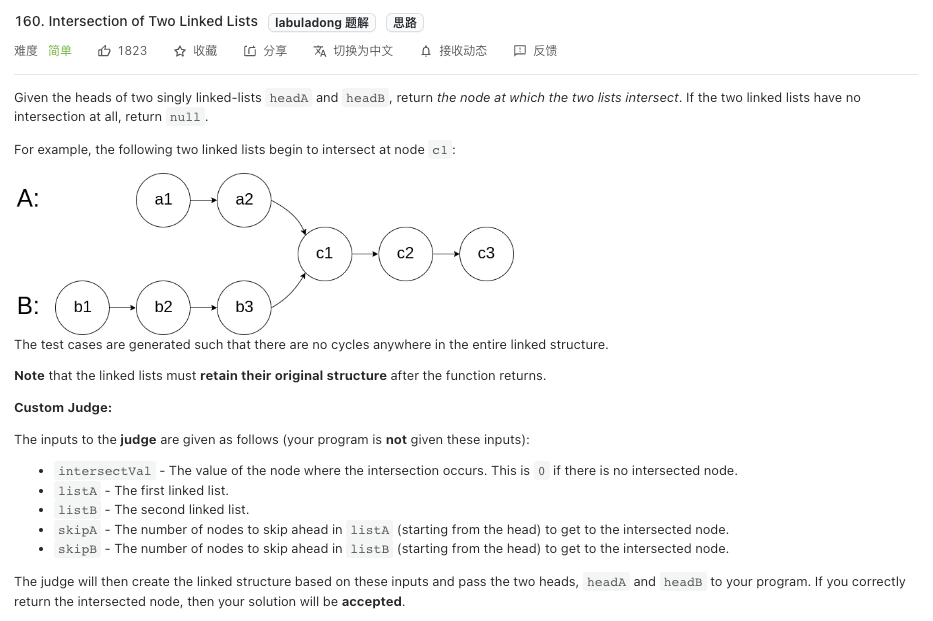 160. Intersection of Two Linked Lists labuladong 题解 思路
难度 简单 1823 收藏 分享 切换为中文 接收动态 反馈
Given the heads of two singly linked-lists headA and headB, return the node at which the two lists intersect. If the two linked lists have no
intersection at all, return null.
For example, the following two linked lists begin to intersect at node c1:
A: a1 a2
c1 c2 c3
B: b1 b2 b3
The test cases are generated such that there are no cycles anywhere in the entire linked structure.
Note that the linked lists must retain their original structure after the function returns.
Custom Judge:
The inputs to the judge are given as follows (your program is not given these inputs):
• intersectVal - The value of the node where the intersection occurs. This is 0 if there is no intersected node.
• listA - The first linked list.
• listB - The second linked list.
• skipA - The number of nodes to skip ahead in listA (starting from the head) to get to the intersected node.
• skipB - The number of nodes to skip ahead in listB (starting from the head) to get to the intersected node.
The judge will then create the linked structure based on these inputs and pass the two heads, headA and headB to your program. If you correctly
return the intersected node, then your solution will be accepted.